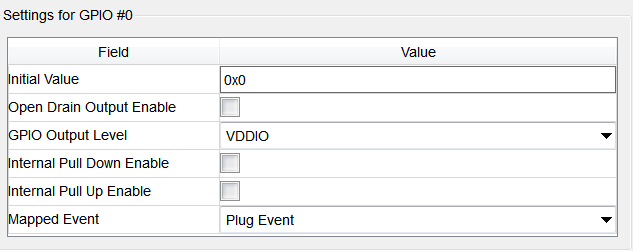 Settings for GPIO #0
Field Value
Initial Value 0x0
Open Drain Output Enable
GPIO Output Level VDDIO
Internal Pull Down Enable
Internal Pull Up Enable
Mapped Event Plug Event